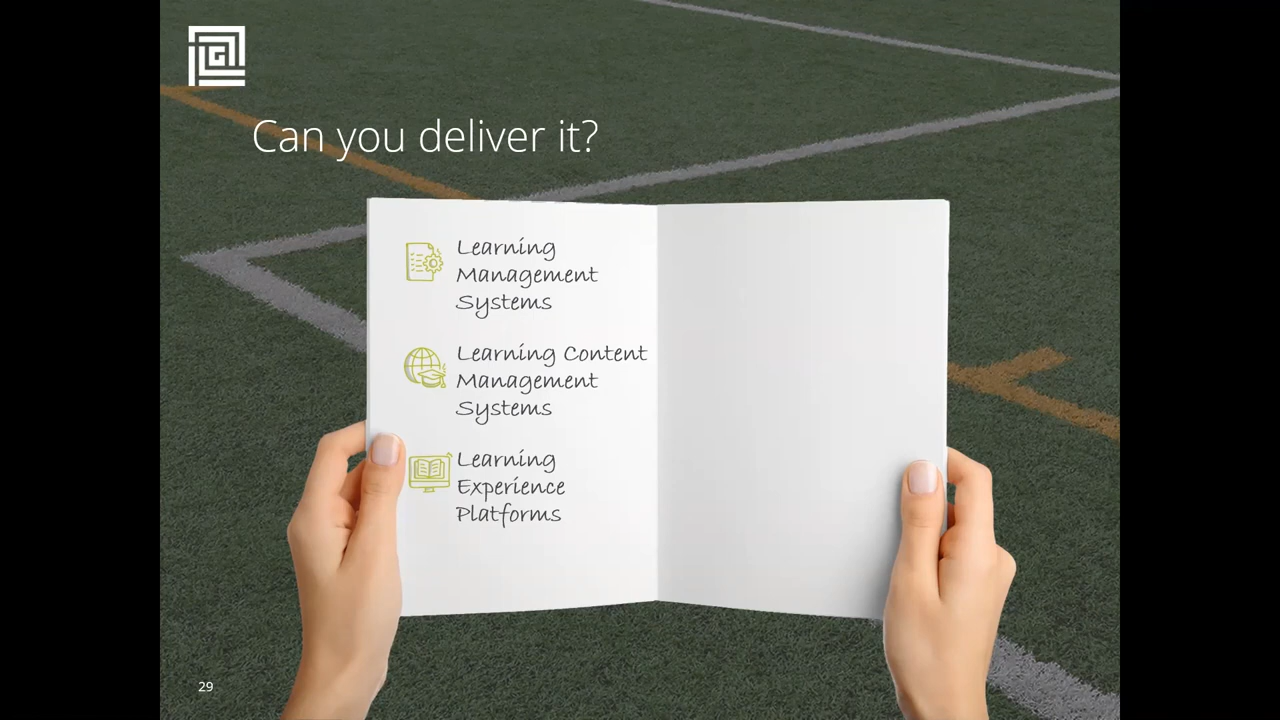 Can you deliver it?
Learning
Management
Systems
Learning Content
Management
Systems
Learning
Experience
Platforms
29